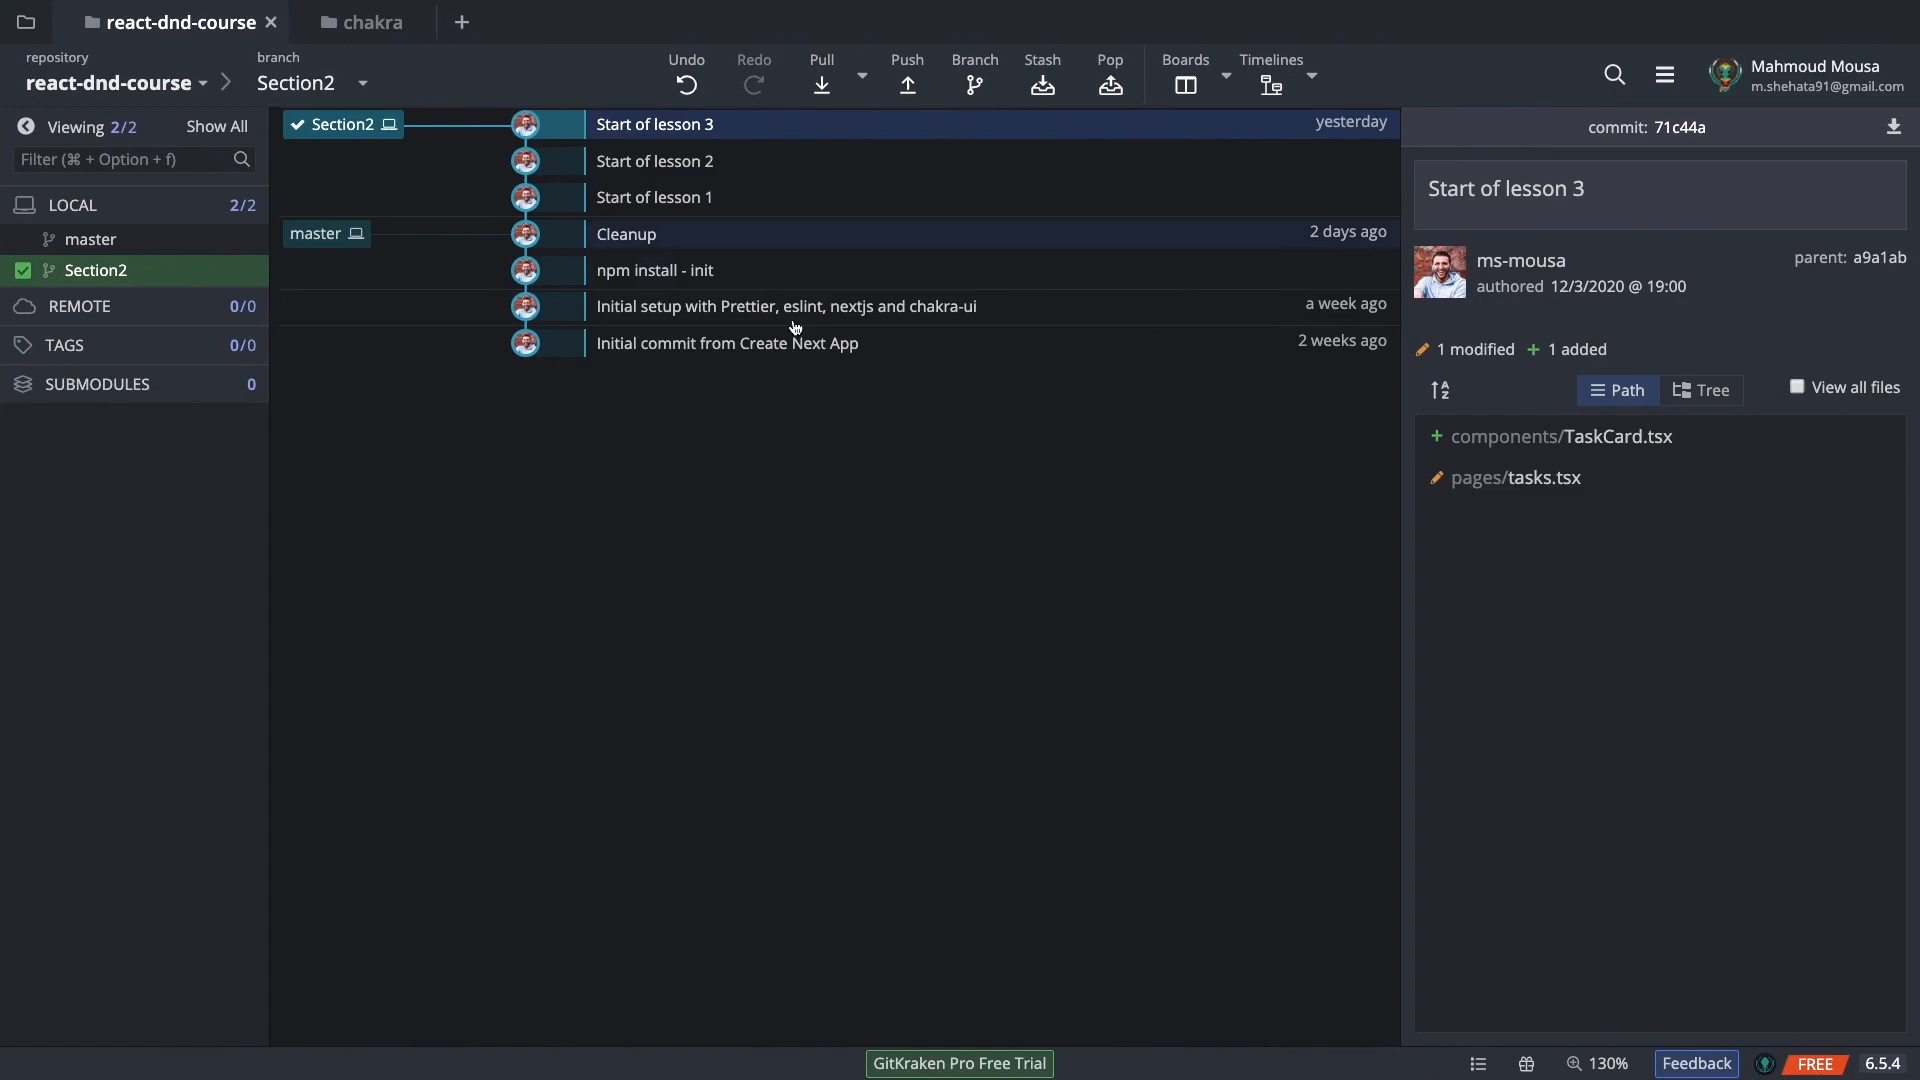 react-dnd-course
chakra
repository
react-dnd-course
branch
Section2
Undo
Redo
Pull
Push
Branch
Stash
Pop
Boards
Timelines
Mahmoud Mousa
m.shehata91@gmail.com
Viewing 2/2
Show All
Filter (⌘ + Option + f)
LOCAL 2/2
master
Section2
REMOTE 0/0
TAGS 0/0
SUBMODULES 0
Section2
Start of lesson 3
yesterday
Start of lesson 2
Start of lesson 1
master
Cleanup
2 days ago
npm install - init
Initial setup with Prettier, eslint, nextjs and chakra-ui
a week ago
Initial commit from Create Next App
2 weeks ago
commit: 71c44a
Start of lesson 3
ms-mousa
authored 12/3/2020 @ 19:00
parent: a9a1ab
1 modified + 1 added
Path
Tree
View all files
+ components/TaskCard.tsx
pages/tasks.tsx
GitKraken Pro Free Trial
130%
Feedback
FREE
6.5.4